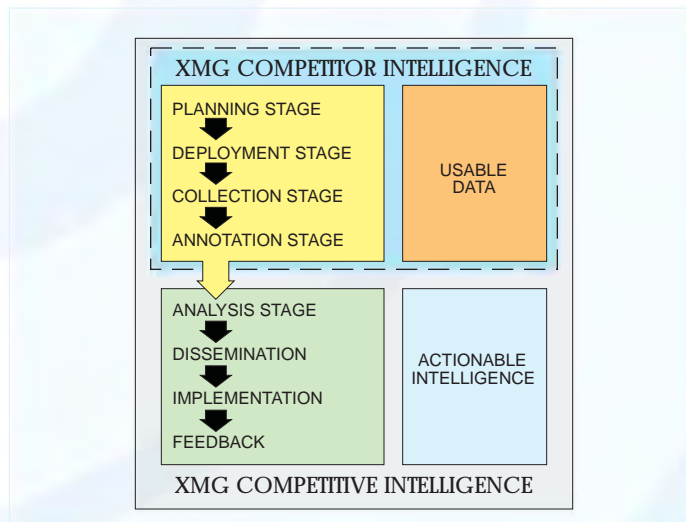 XMG COMPETITOR INTELLIGENCE
PLANNING STAGE
DEPLOYMENT STAGE
COLLECTION STAGE
ANNOTATION STAGE
USABLE
DATA
ANALYSIS STAGE
DISSEMINATION
IMPLEMENTATION
FEEDBACK
ACTIONABLE
INTELLIGENCE
XMG COMPETITIVE INTELLIGENCE